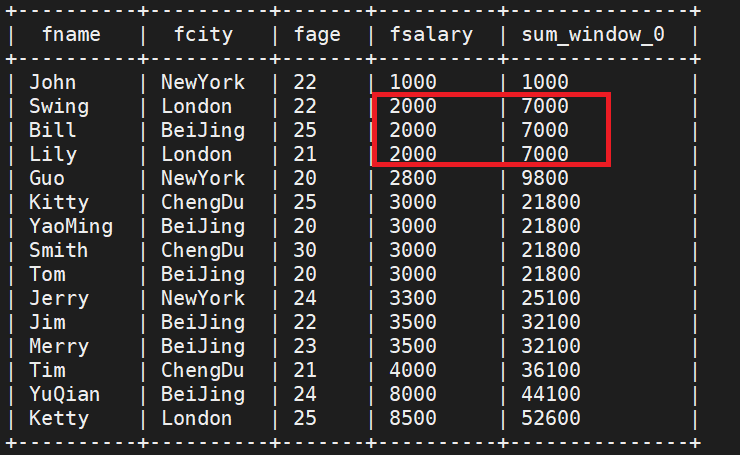 +----------+----------+-------+----------+---------------+
|  fname   |  fcity   | fage  | fsalary  | sum_window_0  |
+----------+----------+-------+----------+---------------+
| John     | NewYork  | 22    | 1000     | 1000          |
| Swing    | London   | 22    | 2000     | 7000          |
| Bill     | BeiJing  | 25    | 2000     | 7000          |
| Lily     | London   | 21    | 2000     | 7000          |
| Guo      | NewYork  | 20    | 2800     | 9800          |
| Kitty    | ChengDu  | 25    | 3000     | 21800         |
| YaoMing  | BeiJing  | 20    | 3000     | 21800         |
| Smith    | ChengDu  | 30    | 3000     | 21800         |
| Tom      | BeiJing  | 20    | 3000     | 21800         |
| Jerry    | NewYork  | 24    | 3300     | 25100         |
| Jim      | BeiJing  | 22    | 3500     | 32100         |
| Merry    | BeiJing  | 23    | 3500     | 32100         |
| Tim      | ChengDu  | 21    | 4000     | 36100         |
| YuQian   | BeiJing  | 24    | 8000     | 44100         |
| Ketty    | London   | 25    | 8500     | 52600         |
+----------+----------+-------+----------+---------------+